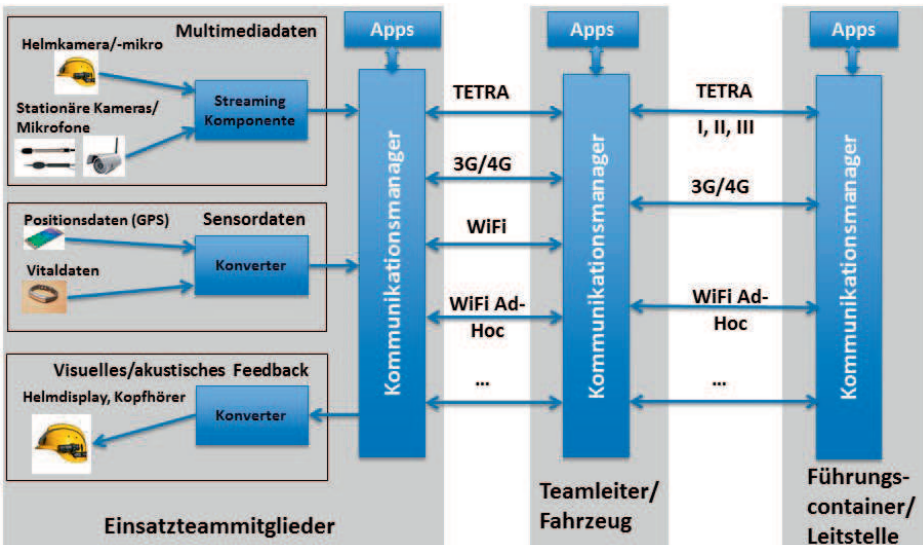 Multimediadaten
Helmkamera/-mikro
Stationäre Kameras/
Mikrofone
Streaming
Komponente
Sensordaten
Positionsdaten (GPS)
Vitaldaten
Konverter
Visuelles/akustisches Feedback
Helmdisplay, Kopfhörer
Konverter
Einsatzteammitglieder
Apps
Kommunikationsmanager
TETRA
3G/4G
WiFi
WiFi Ad-
Hoc
...
Apps
Kommunikationsmanager
Teamleiter/
Fahrzeug
TETRA
I, II, III
3G/4G
WiFi Ad-
Hoc
...
Apps
Kommunikationsmanager
Führungs-
container/
Leitstelle